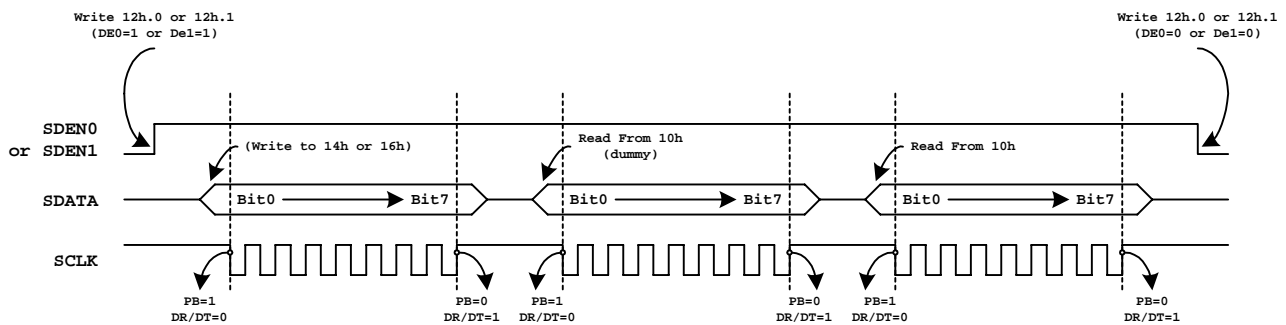 Write 12h.0 or 12h.1
(DE0=1 or De1=1)
Write 12h.0 or 12h.1
(DE0=0 or De1=0)
SDEN0
or SDEN1
(Write to 14h or 16h)
Read From 10h
(dummy)
Read From 10h
SDATA
Bit0
Bit7
Bit0
Bit7
Bit0
Bit7
SCLK
PB=1
DR/DT=0
PB=0
DR/DT=1
PB=1
DR/DT=0
PB=0
DR/DT=1
PB=1
DR/DT=0
PB=0
DR/DT=1